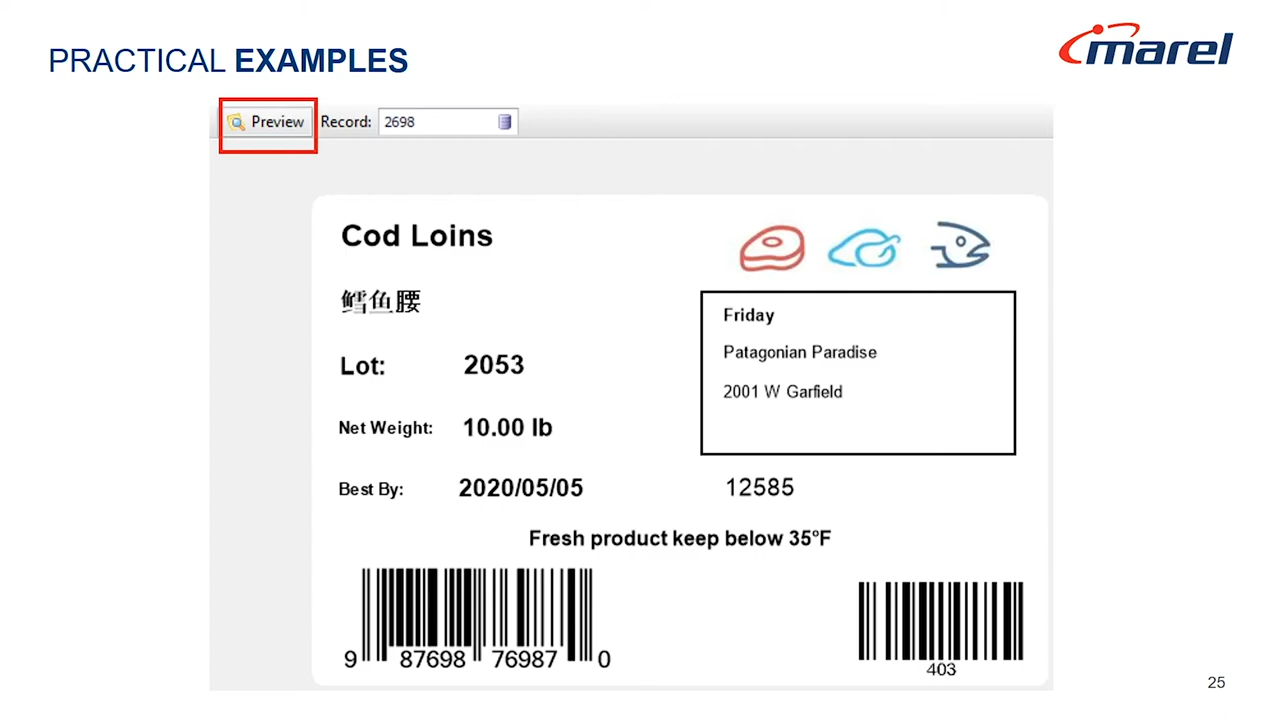 PRACTICAL EXAMPLES
marel
Preview Record: 2698
Cod Loins
鳕鱼腰
Lot: 2053
Net Weight: 10.00 lb
Best By: 2020/05/05
Friday
Patagonian Paradise
2001 W Garfield
12585
Fresh product keep below 35°F
9 87698 76987 0
403
25